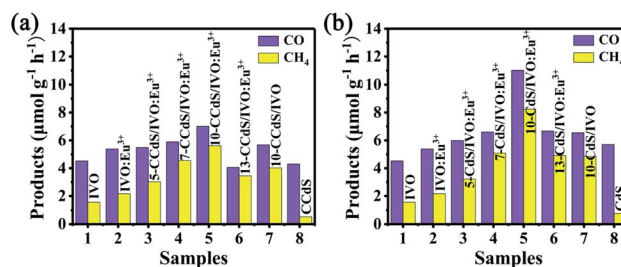 (a)
Products (μmol g⁻¹ h⁻¹)
14
12
10
8
6
4
2
0
CO
CH₄
IVO
IVO:Eu³⁺
5-CCdS/IVO:Eu³⁺
7-CCdS/IVO:Eu³⁺
10-CCdS/IVO:Eu³⁺
13-CCdS/IVO:Eu³⁺
10-CCdS/IVO
CCdS
1 2 3 4 5 6 7 8
Samples
(b)
Products (μmol g⁻¹ h⁻¹)
14
12
10
8
6
4
2
0
CO
CH₄
IVO
IVO:Eu³⁺
5-CdS/IVO:Eu³⁺
7-CdS/IVO:Eu³⁺
10-CdS/IVO:Eu³⁺
13-CdS/IVO:Eu³⁺
10-CdS/IVO
CdS
1 2 3 4 5 6 7 8
Samples